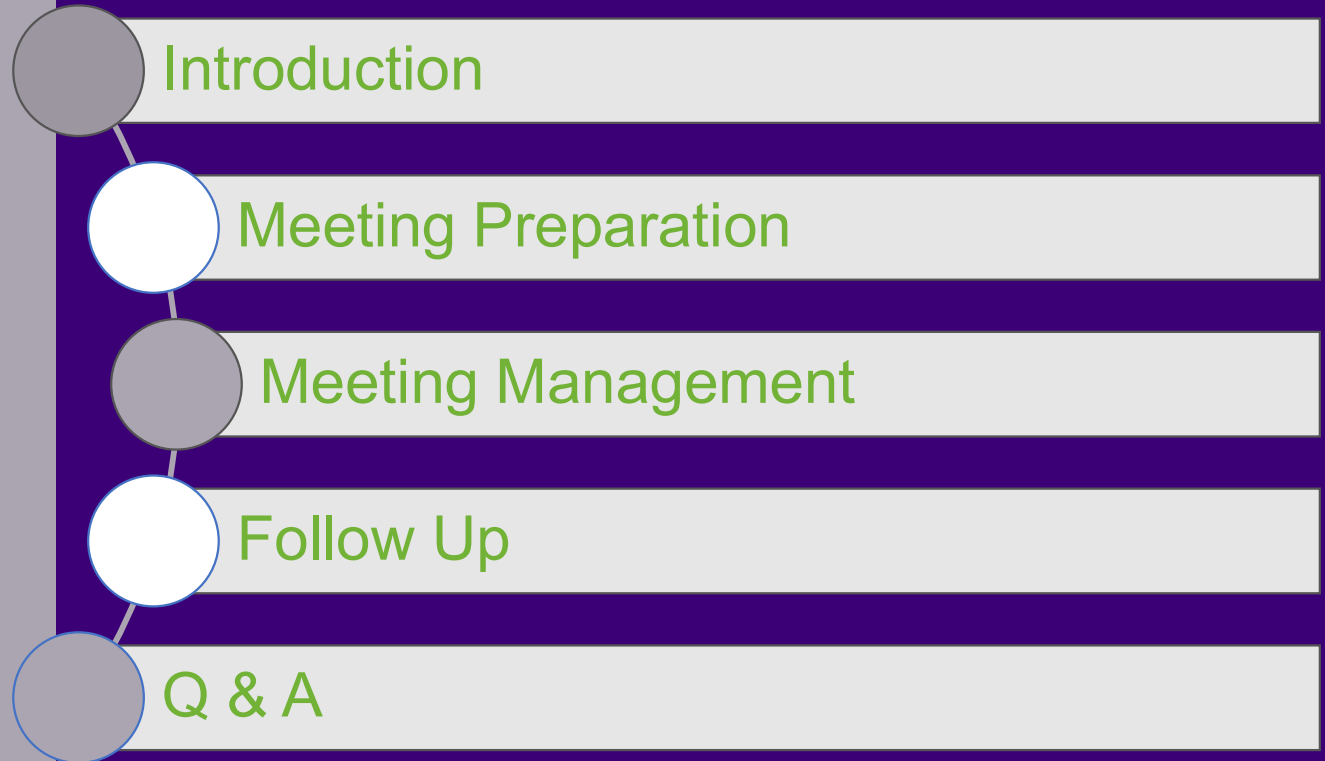 Introduction
Meeting Preparation
Meeting Management
Follow Up
Q & A